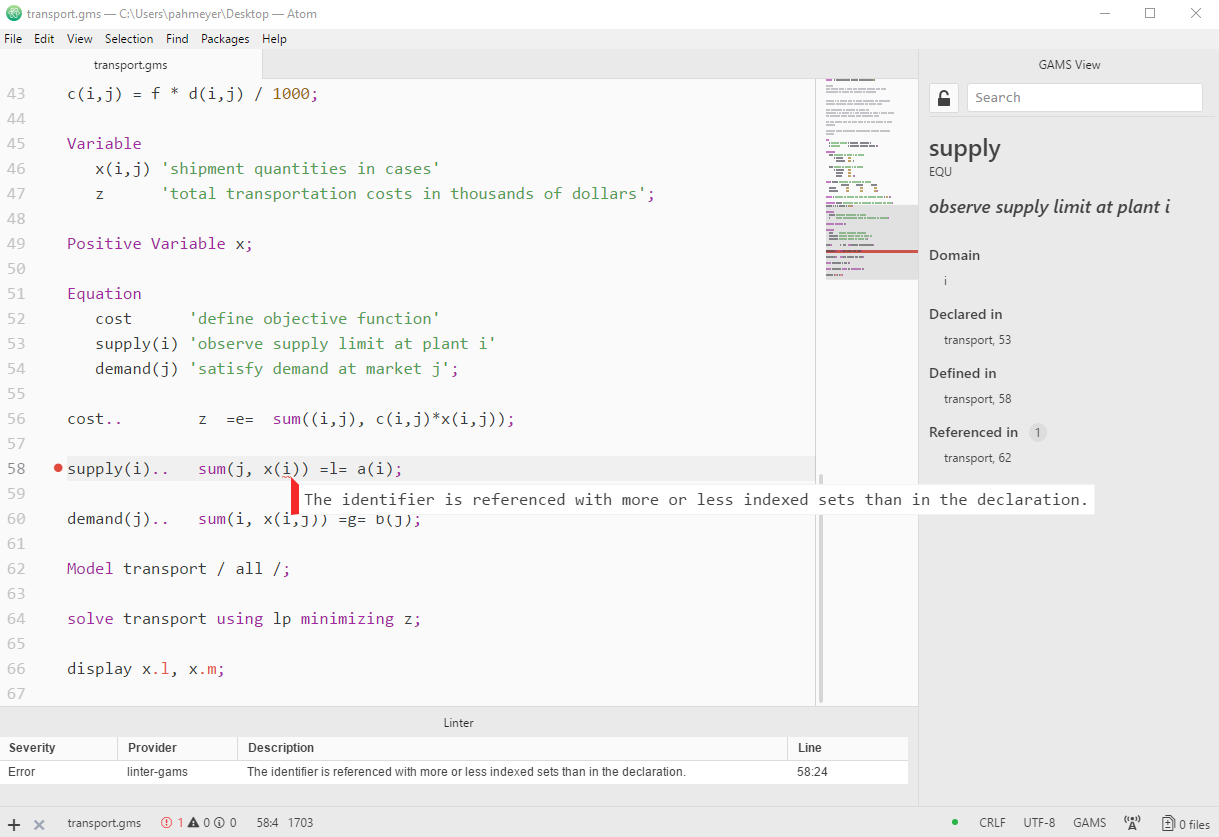 transport.gms — C:\Users\pahmeyer\Desktop — Atom
File Edit View Selection Find Packages Help
transport.gms
43 c(i,j) = f * d(i,j) / 1000;
44
45 Variable
46 x(i,j) 'shipment quantities in cases'
47 z 'total transportation costs in thousands of dollars';
48
49 Positive Variable x;
50
51 Equation
52 cost 'define objective function'
53 supply(i) 'observe supply limit at plant i'
54 demand(j) 'satisfy demand at market j';
55
56 cost.. z =e= sum((i,j), c(i,j)*x(i,j));
57
58 supply(i).. sum(j, x(i)) =l= a(i);
The identifier is referenced with more or less indexed sets than in the declaration.
59
60 demand(j).. sum(i, x(i,j)) =g= b(j);
61
62 Model transport / all /;
63
64 solve transport using lp minimizing z;
65
66 display x.l, x.m;
67
GAMS View
Search
supply
EQU
observe supply limit at plant i
Domain
i
Declared in
transport, 53
Defined in
transport, 58
Referenced in 1
transport, 62
Linter
Severity Provider Description Line
Error linter-gams The identifier is referenced with more or less indexed sets than in the declaration. 58:24
transport.gms 1 0 0 58:4 1703 CRLF UTF-8 GAMS 0 files